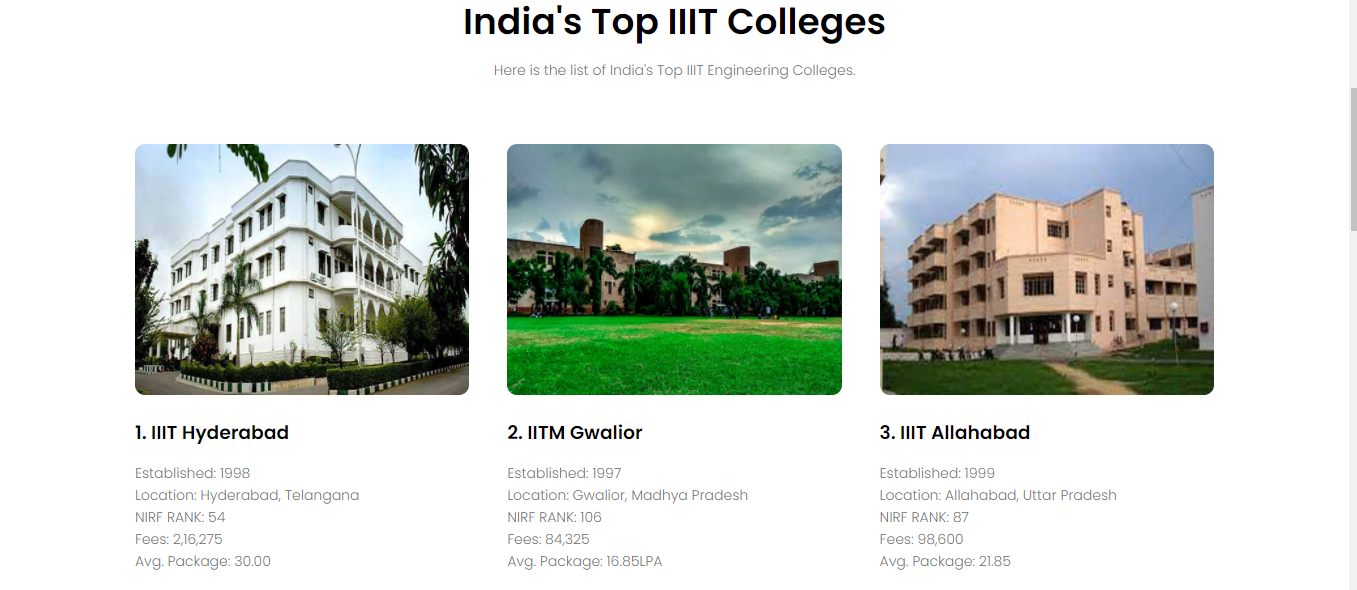 India's Top IIIT Colleges
Here is the list of India's Top IIIT Engineering Colleges.
1. IIIT Hyderabad
Established: 1998
Location: Hyderabad, Telangana
NIRF RANK: 54
Fees: 2,16,275
Avg. Package: 30.00
2. IITM Gwalior
Established: 1997
Location: Gwalior, Madhya Pradesh
NIRF RANK: 106
Fees: 84,325
Avg. Package: 16.85LPA
3. IIIT Allahabad
Established: 1999
Location: Allahabad, Uttar Pradesh
NIRF RANK: 87
Fees: 98,600
Avg. Package: 21.85